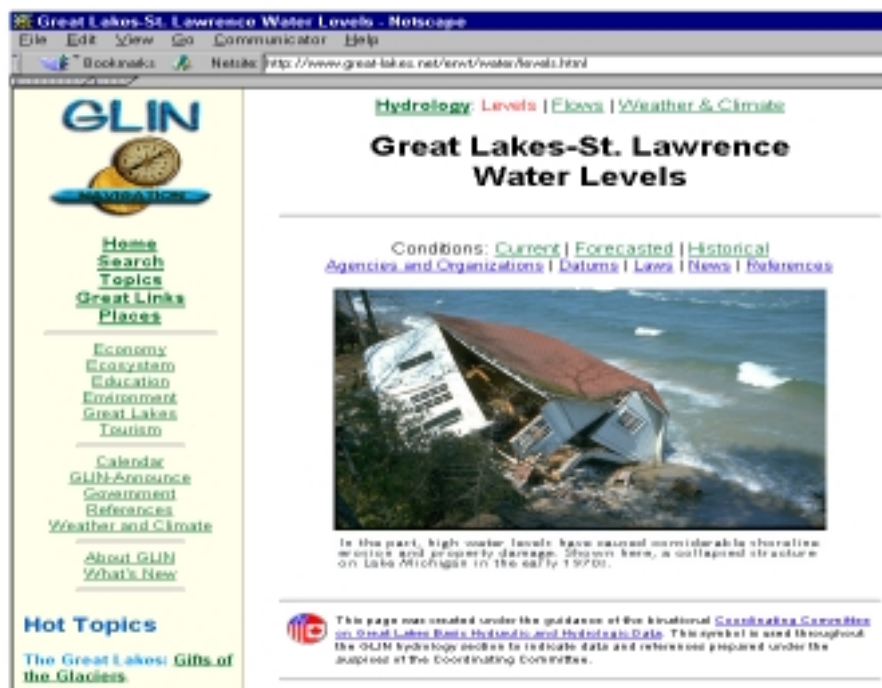 Great Lakes-St. Lawrence Water Levels - Netscape
File Edit View Go Communicator Help
Bookmarks Netsite: http://www.great-lakes.net/envt/water/levels.html
GLIN
NAVIGATION
Home
Search
Topics
Great Links
Places
Economy
Ecosystem
Education
Environment
Great Lakes
Tourism
Calendar
GLIN-Announce
Government
References
Weather and Climate
About GLIN
What's New
Hot Topics
The Great Lakes: Gifts of
the Glaciers.
Hydrology: Levels | Flows | Weather & Climate
Great Lakes-St. Lawrence
Water Levels
Conditions: Current | Forecasted | Historical
Agencies and Organizations | Datums | Laws | News | References
In the past, high water levels have caused considerable shoreline
erosion and property damage. Shown here, a collapsed structure
on Lake Michigan in the early 1970s.
This page was created under the guidance of the binational Coordinating Committee
on Great Lakes Basic Hydraulic and Hydrologic Data. This symbol is used throughout
the GLIN hydrology section to indicate data and references prepared under the
auspices of the Coordinating Committee.